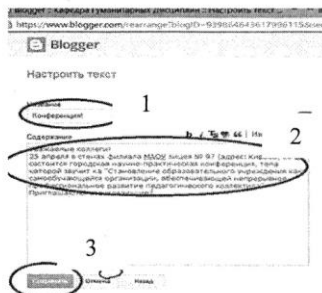 Blogger : Кафедра гуманитарных дисциплин : Настроить текст
https://www.blogger.com/rearrange?blogID=
Blogger
Настроить текст
Название
1
Конференция!
Содержание
b i
2
Уважаемые коллеги!
25 апреля в стенах филиала МАОУ лицея № 97 (адрес:
состоится городская научно-практическая конференция, тема
которой звучит как "Становление образовательного учреждения как
самообучающейся организации, обеспечивающей непрерывное
профессиональное развитие педагогического коллектива".
3
Сохранить Отмена Назад